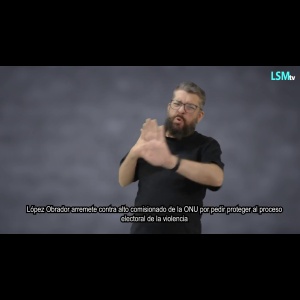 LSMtv
López Obrador arremete contra alto comisionado de la ONU por pedir proteger al proceso
electoral de la violencia